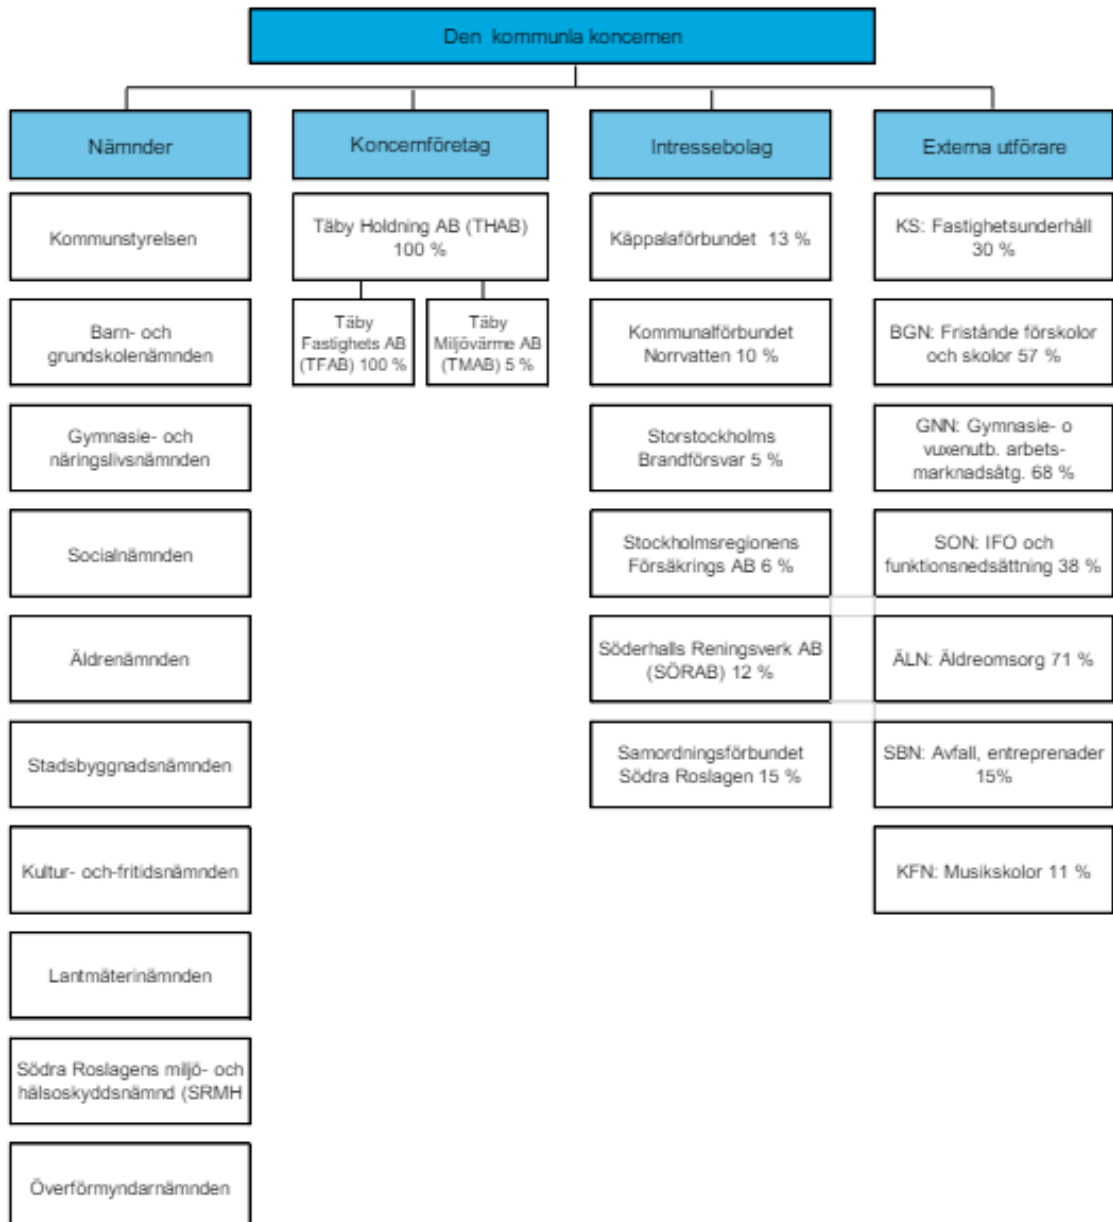 Den kommunla koncernen
Nämnder
Kommunstyrelsen
Barn- och
grundskolenämnden
Gymnasie- och
näringslivsnämnden
Socialnämnden
Äldrenämnden
Stadsbyggnadsnämnden
Kultur- och-fritidsnämnden
Lantmäterinämnden
Södra Roslagens miljö- och
hälsoskyddsnämnd (SRMH
Överförmyndarnämnden
Koncernföretag
Täby Holdning AB (THAB)
100 %
Täby
Fastighets AB
(TFAB) 100 %
Täby
Miljövärme AB
(TMAB) 5 %
Intressebolag
Käppalaförbundet 13 %
Kommunalförbundet
Norrvatten 10 %
Storstockholms
Brandförsvar 5 %
Stockholmsregionens
Försäkrings AB 6 %
Söderhalls Reningsverk AB
(SÖRAB) 12 %
Samordningsförbundet
Södra Roslagen 15 %
Externa utförare
KS: Fastighetsunderhåll
30 %
BGN: Fristånde förskolor
och skolor 57 %
GNN: Gymnasie- o
vuxenutb. arbets-
marknadsåtg. 68 %
SON: IFO och
funktionsnedsättning 38 %
ÄLN: Äldreomsorg 71 %
SBN: Avfall, entreprenader
15%
KFN: Musikskolor 11 %